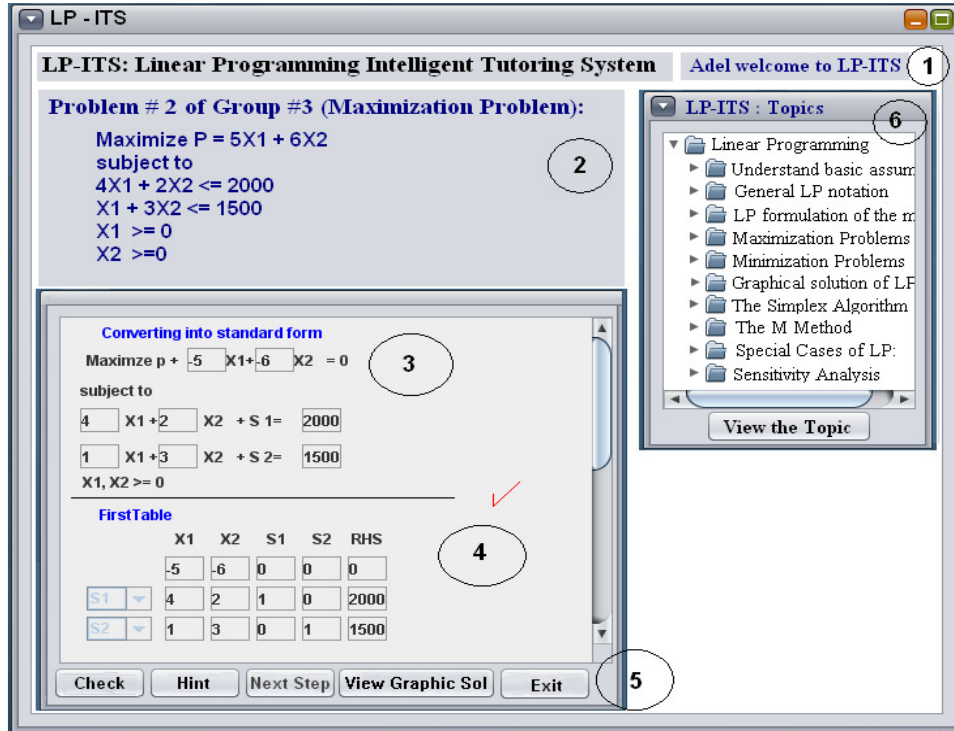 LP - ITS
LP-ITS: Linear Programming Intelligent Tutoring System
Adel welcome to LP-ITS
1
Problem # 2 of Group #3 (Maximization Problem):
Maximize P = 5X1 + 6X2
subject to
4X1 + 2X2 <= 2000
X1 + 3X2 <= 1500
X1 >= 0
X2 >=0
2
LP-ITS : Topics
6
Linear Programming
Understand basic assum
General LP notation
LP formulation of the m
Maximization Problems
Minimization Problems
Graphical solution of LP
The Simplex Algorithm
The M Method
Special Cases of LP:
Sensitivity Analysis
View the Topic
Converting into standard form
Maximze p + -5 X1+ -6 X2 = 0
3
subject to
4 X1 + 2 X2 + S 1= 2000
1 X1 + 3 X2 + S 2= 1500
X1, X2 >= 0
FirstTable
4
X1 X2 S1 S2 RHS
-5 -6 0 0 0
S1 4 2 1 0 2000
S2 1 3 0 1 1500
Check Hint Next Step View Graphic Sol Exit
5